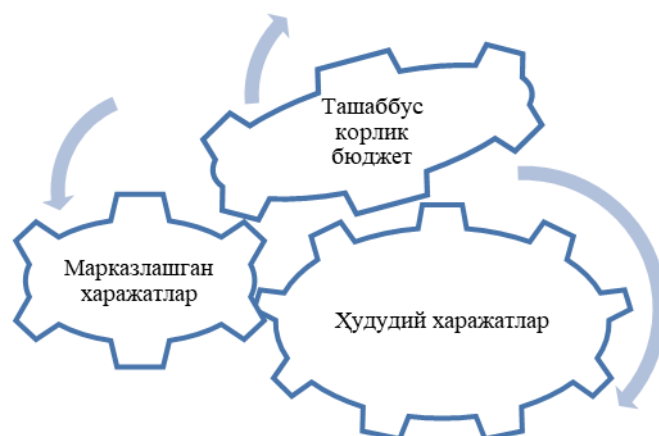 Ташаббус
корлик
бюджет
Марказлашган
харажатлар
Ҳудудий харажатлар